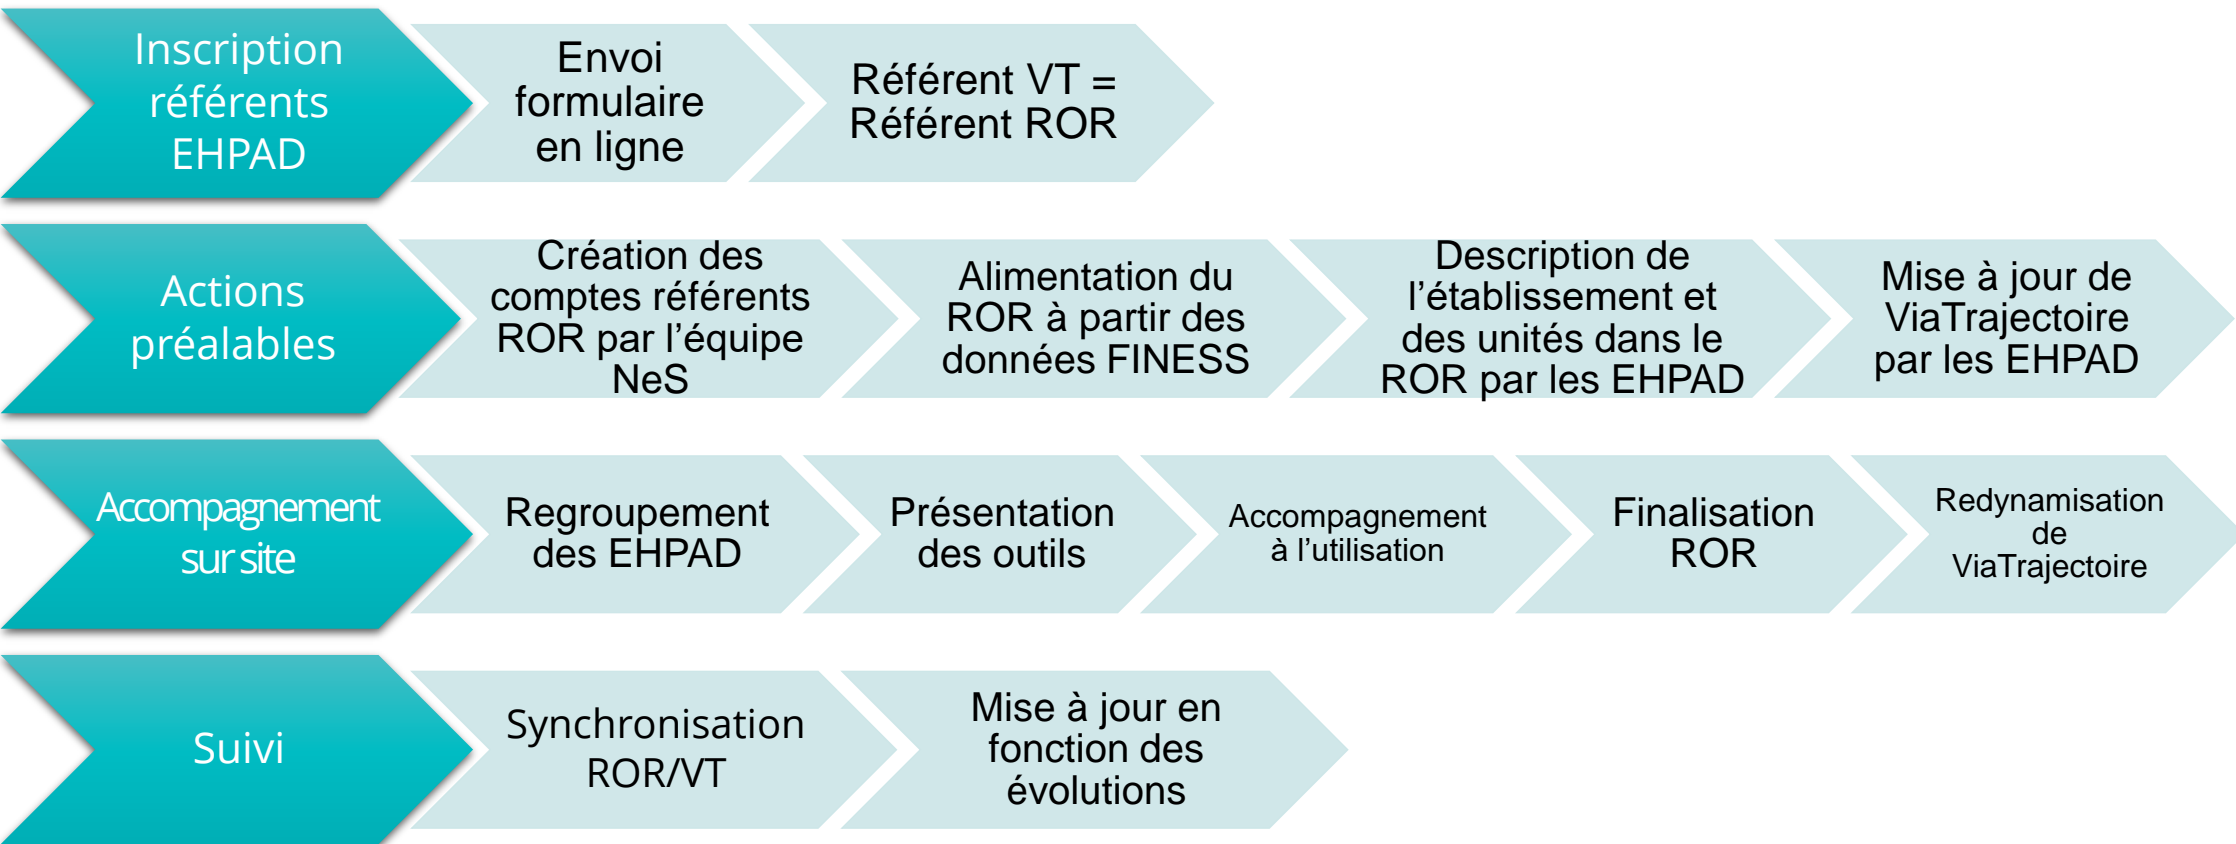 Inscription
référents
EHPAD
Envoi
formulaire
en ligne
Référent VT =
Référent ROR
Actions
préalables
Création des
comptes référents
ROR par l’équipe
NeS
Alimentation du
ROR à partir des
données FINESS
Description de
l’établissement et
des unités dans le
ROR par les EHPAD
Mise à jour de
ViaTrajectoire
par les EHPAD
Accompagnement
sur site
Regroupement
des EHPAD
Présentation
des outils
Accompagnement
à l’utilisation
Finalisation
ROR
Redynamisation
de
ViaTrajectoire
Suivi
Synchronisation
ROR/VT
Mise à jour en
fonction des
évolutions